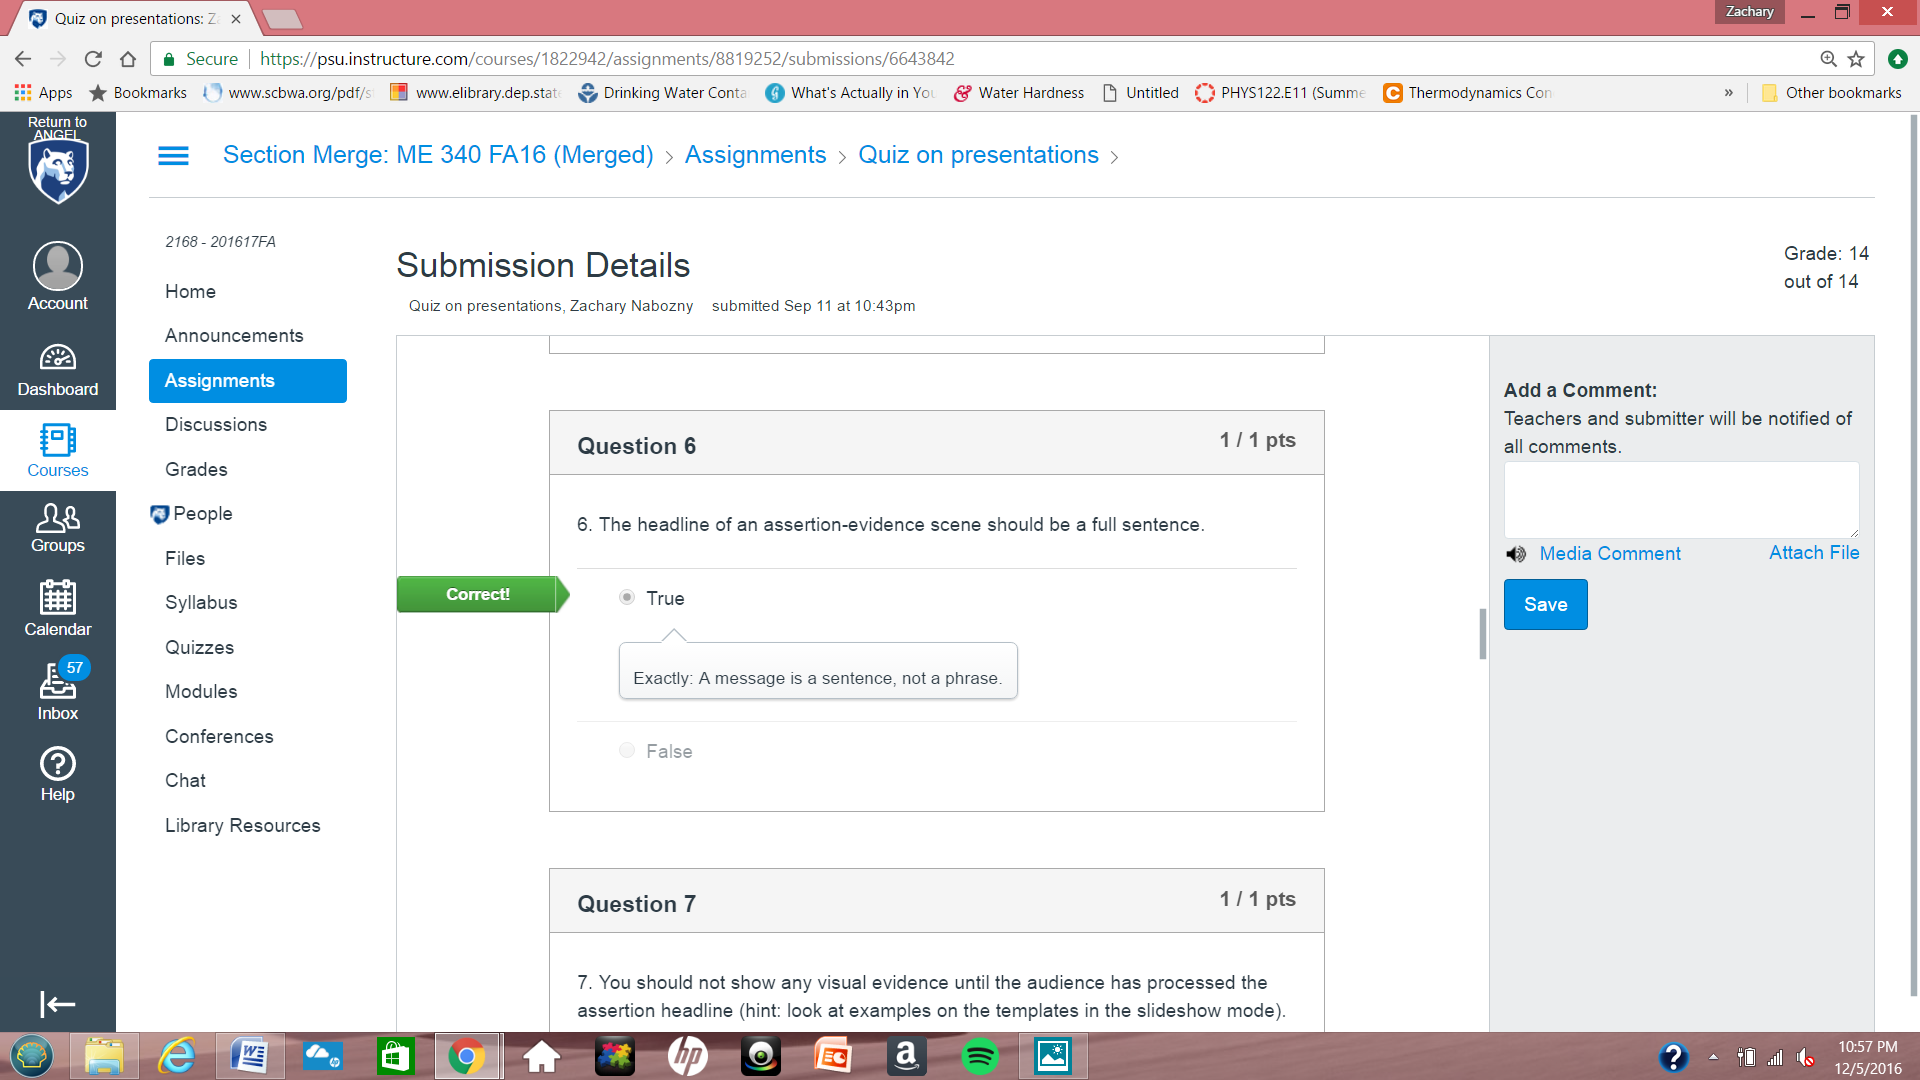 Quiz on presentations: Z
Zachary
Secure
https://psu.instructure.com/courses/1822942/assignments/8819252/submissions/6643842
Apps
Bookmarks
www.scbwa.org/pdf/s
www.elibrary.dep.state
Drinking Water Conta
What's Actually in You
Water Hardness
Untitled
PHYS122.E11 (Summe
Thermodynamics Con
»
Other bookmarks
Return to
ANGEL
Account
Dashboard
Courses
Groups
Calendar
57
Inbox
Help
Section Merge: ME 340 FA16 (Merged) > Assignments > Quiz on presentations >
2168 - 201617FA
Home
Announcements
Assignments
Discussions
Grades
People
Files
Syllabus
Quizzes
Modules
Conferences
Chat
Library Resources
Submission Details
Quiz on presentations, Zachary Nabozny submitted Sep 11 at 10:43pm
Grade: 14
out of 14
Question 6
1 / 1 pts
6. The headline of an assertion-evidence scene should be a full sentence.
Correct!
True
Exactly: A message is a sentence, not a phrase.
False
Question 7
1 / 1 pts
7. You should not show any visual evidence until the audience has processed the
assertion headline (hint: look at examples on the templates in the slideshow mode).
Add a Comment:
Teachers and submitter will be notified of
all comments.
Media Comment
Attach File
Save
10:57 PM
12/5/2016